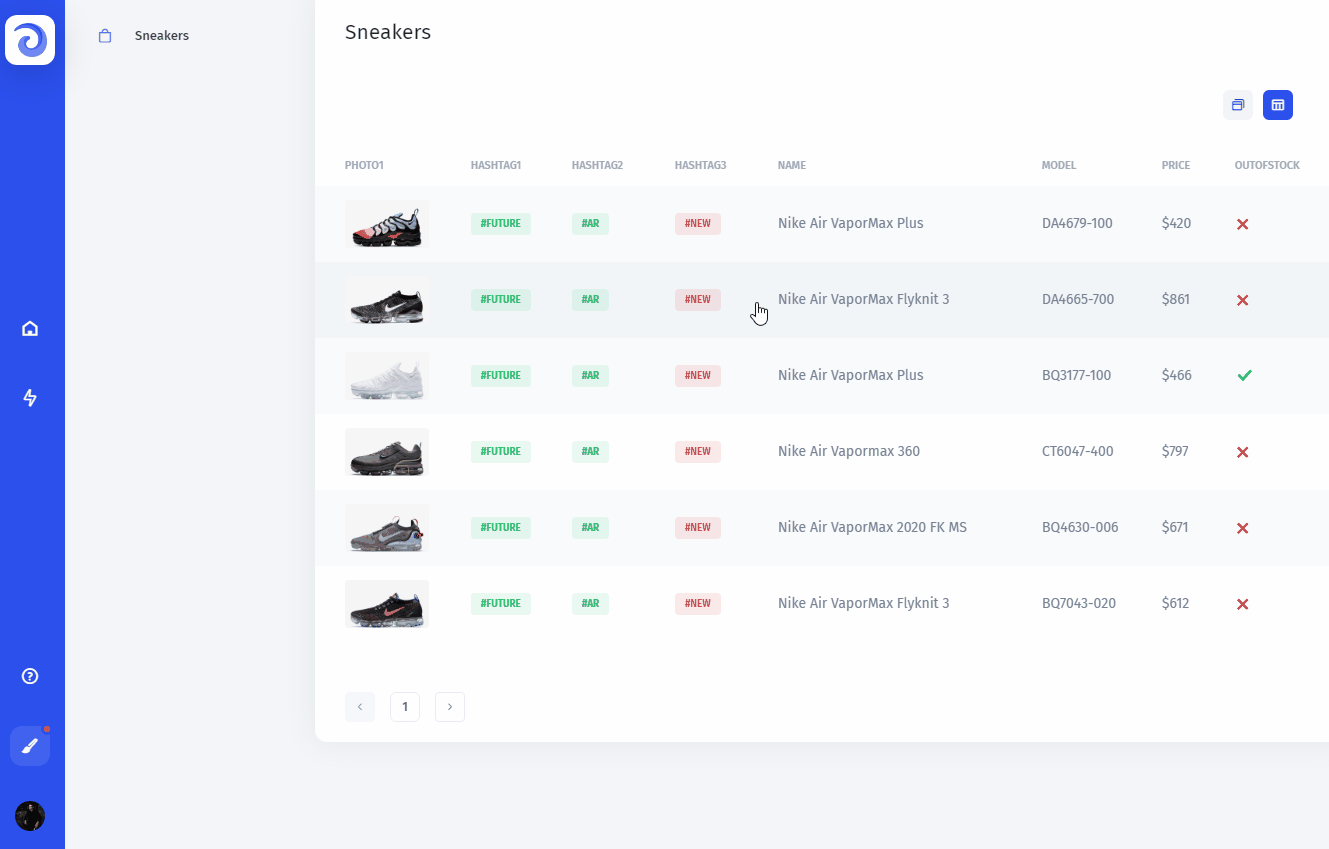 Sneakers
Sneakers
PHOTO1 HASHTAG1 HASHTAG2 HASHTAG3 NAME MODEL PRICE OUTOFSTOCK
#FUTURE #AR #NEW Nike Air VaporMax Plus DA4679-100 $420
#FUTURE #AR #NEW Nike Air VaporMax Flyknit 3 DA4665-700 $861
#FUTURE #AR #NEW Nike Air VaporMax Plus BQ3177-100 $466
#FUTURE #AR #NEW Nike Air Vapormax 360 CT6047-400 $797
#FUTURE #AR #NEW Nike Air VaporMax 2020 FK MS BQ4630-006 $671
#FUTURE #AR #NEW Nike Air VaporMax Flyknit 3 BQ7043-020 $612
1